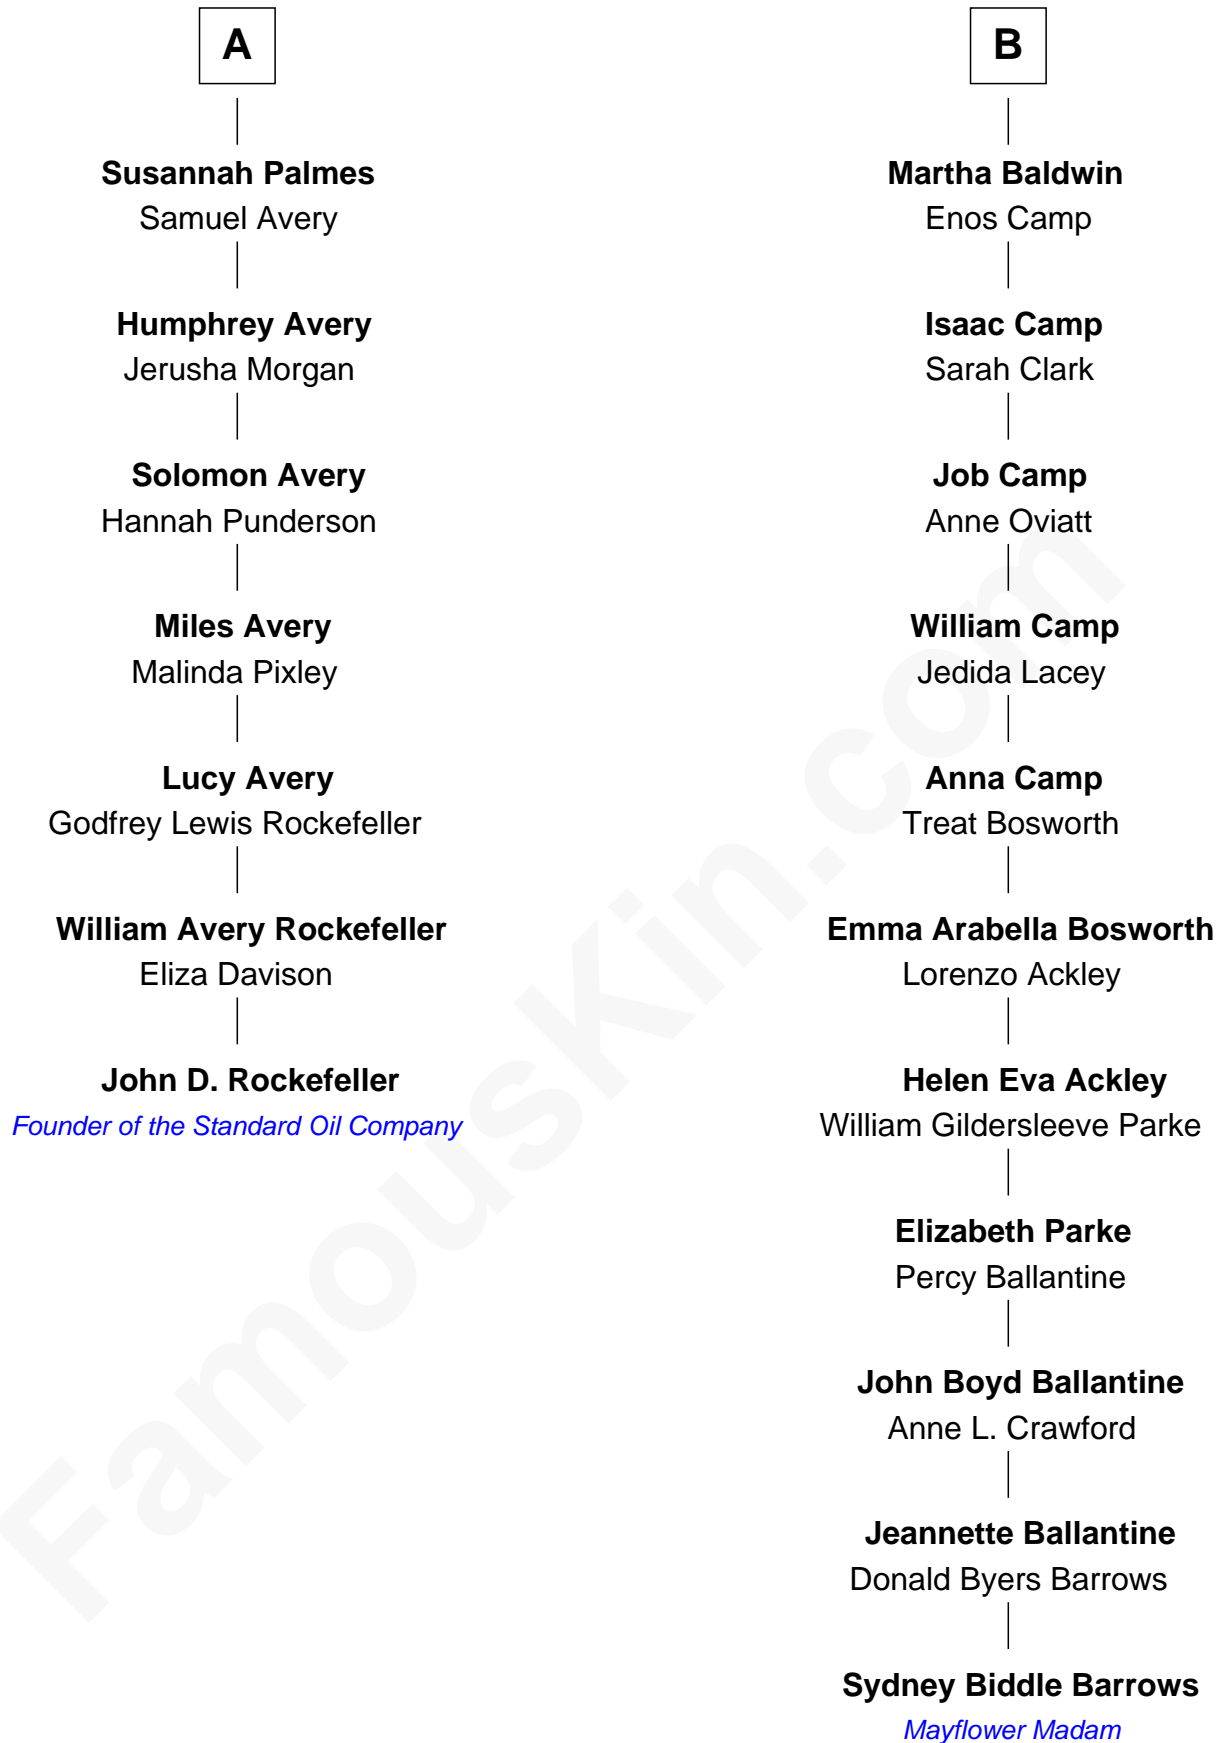 A
Susannah Palmes
Samuel Avery
Humphrey Avery
Jerusha Morgan
Solomon Avery
Hannah Punderson
Miles Avery
Malinda Pixley
Lucy Avery
Godfrey Lewis Rockefeller
William Avery Rockefeller
Eliza Davison
John D. Rockefeller
Founder of the Standard Oil Company
B
Martha Baldwin
Enos Camp
Isaac Camp
Sarah Clark
Job Camp
Anne Oviatt
William Camp
Jedida Lacey
Anna Camp
Treat Bosworth
Emma Arabella Bosworth
Lorenzo Ackley
Helen Eva Ackley
William Gildersleeve Parke
Elizabeth Parke
Percy Ballantine
John Boyd Ballantine
Anne L. Crawford
Jeannette Ballantine
Donald Byers Barrows
Sydney Biddle Barrows
Mayflower Madam
FamousKin.com